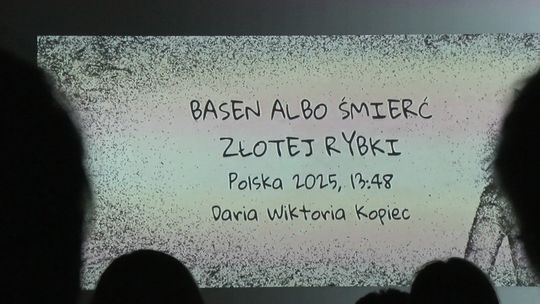 BASEN ALBO ŚMIERĆ
ZŁOTEJ RYBKI
Polska 2025, 13:48
Daria Wiktoria Kopiec